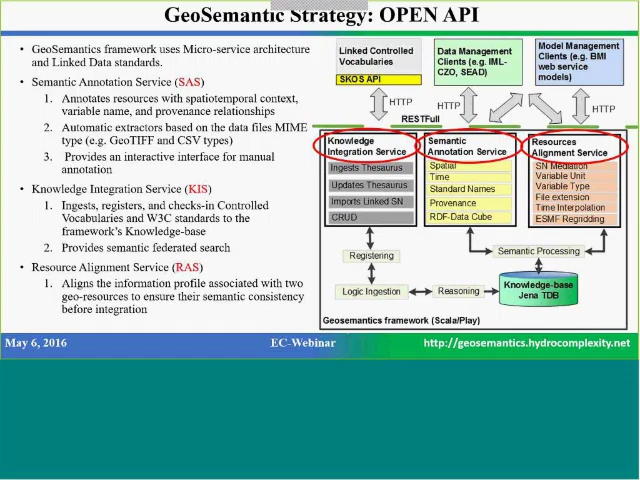 GeoSemantic Strategy: OPEN API
• GeoSemantics framework uses Micro-service architecture
and Linked Data standards.
• Semantic Annotation Service (SAS)
1. Annotates resources with spatiotemporal context,
variable name, and provenance relationships
2. Automatic extractors based on the data files MIME
type (e.g. GeoTIFF and CSV types)
3. Provides an interactive interface for manual
annotation
• Knowledge Integration Service (KIS)
1. Ingests, registers, and checks-in Controlled
Vocabularies and W3C standards to the
framework's Knowledge-base
2. Provides semantic federated search
• Resource Alignment Service (RAS)
1. Aligns the information profile associated with two
geo-resources to ensure their semantic consistency
before integration
Linked Controlled
Vocabularies
SKOS API
Data Management
Clients (e.g. IML-
CZO, SEAD)
Model Management
Clients (e.g. BMI
web service
models)
HTTP
HTTP
HTTP
RESTFull
Knowledge
Integration Service
Ingests Thesaurus
Updates Thesaurus
Imports Linked SN
CRUD
Semantic
Annotation Service
Spatial
Time
Standard Names
Provenance
RDF-Data Cube
Resources
Alignment Service
SN Mediation
Variable Unit
Variable Type
File extension
Time Interpolation
ESMF Regridding
Registering
Semantic Processing
Logic Ingestion
Reasoning
Knowledge-base
Jena TDB
Geosemantics framework (Scala/Play)
May 6, 2016
EC-Webinar
http://geosemantics.hydrocomplexity.net